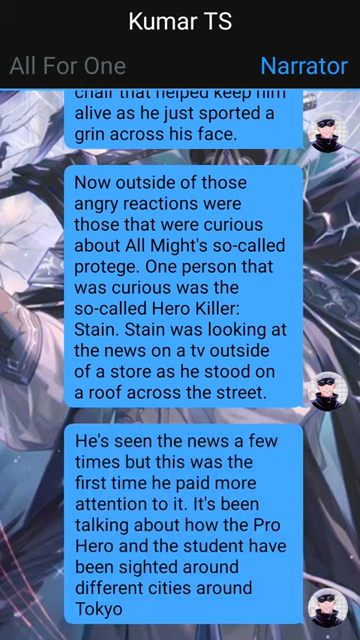 Kumar TS
All For One
Narrator
chair that helped keep him
alive as he just sported a
grin across his face.
Now outside of those
angry reactions were
those that were curious
about All Might's so-called
protege. One person that
was curious was the
so-called Hero Killer:
Stain. Stain was looking at
the news on a tv outside
of a store as he stood on
a roof across the street.
He's seen the news a few
times but this was the
first time he paid more
attention to it. It's been
talking about how the Pro
Hero and the student have
been sighted around
different cities around
Tokyo